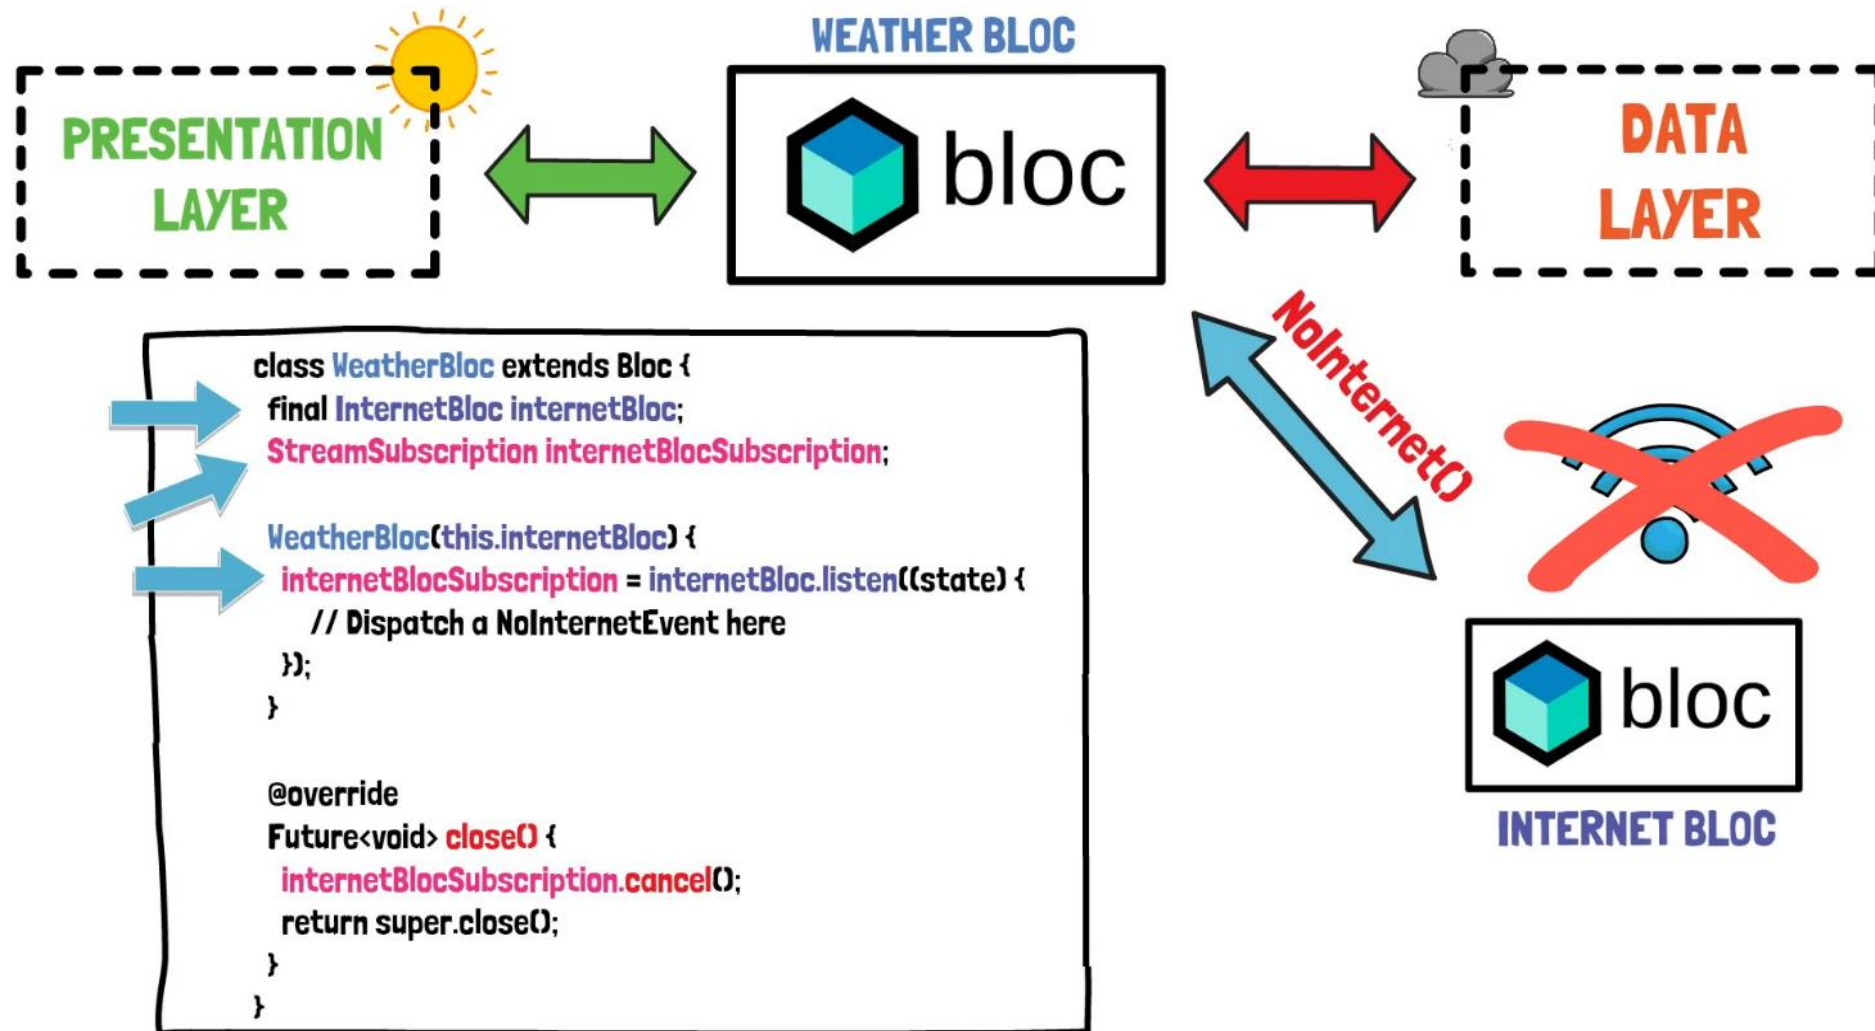 WEATHER BLOC
PRESENTATION
LAYER
bloc
DATA
LAYER
NoInternet()
class WeatherBloc extends Bloc {
final InternetBloc internetBloc;
StreamSubscription internetBlocSubscription;
WeatherBloc(this.internetBloc) {
internetBlocSubscription = internetBloc.listen((state) {
// Dispatch a NoInternetEvent here
});
}
@override
Future<void> close() {
internetBlocSubscription.cancel();
return super.close();
}
}
bloc
INTERNET BLOC